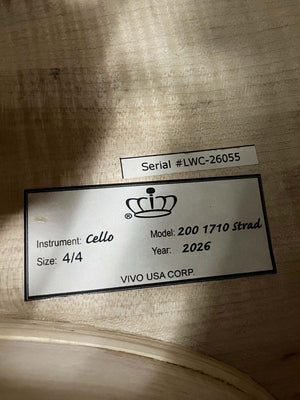 Serial #LWC-26055
®
Instrument: Cello Model: 200 1710 Strad
Size: 4/4 Year: 2026
VIVO USA CORP.